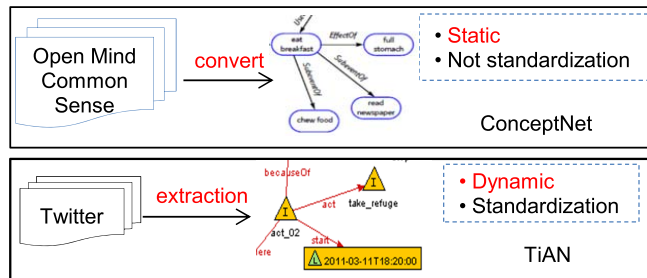 Open Mind
Common
Sense
convert
eat
breakfast
EffectOf
full
stomach
SubeventOf
SubeventOf
chew food
read
newspaper
• Static
• Not standardization
ConceptNet
Twitter
extraction
becauseOf
I
act
I
take_refuge
act_02
start
L 2011-03-11T18:20:00
• Dynamic
• Standardization
TiAN